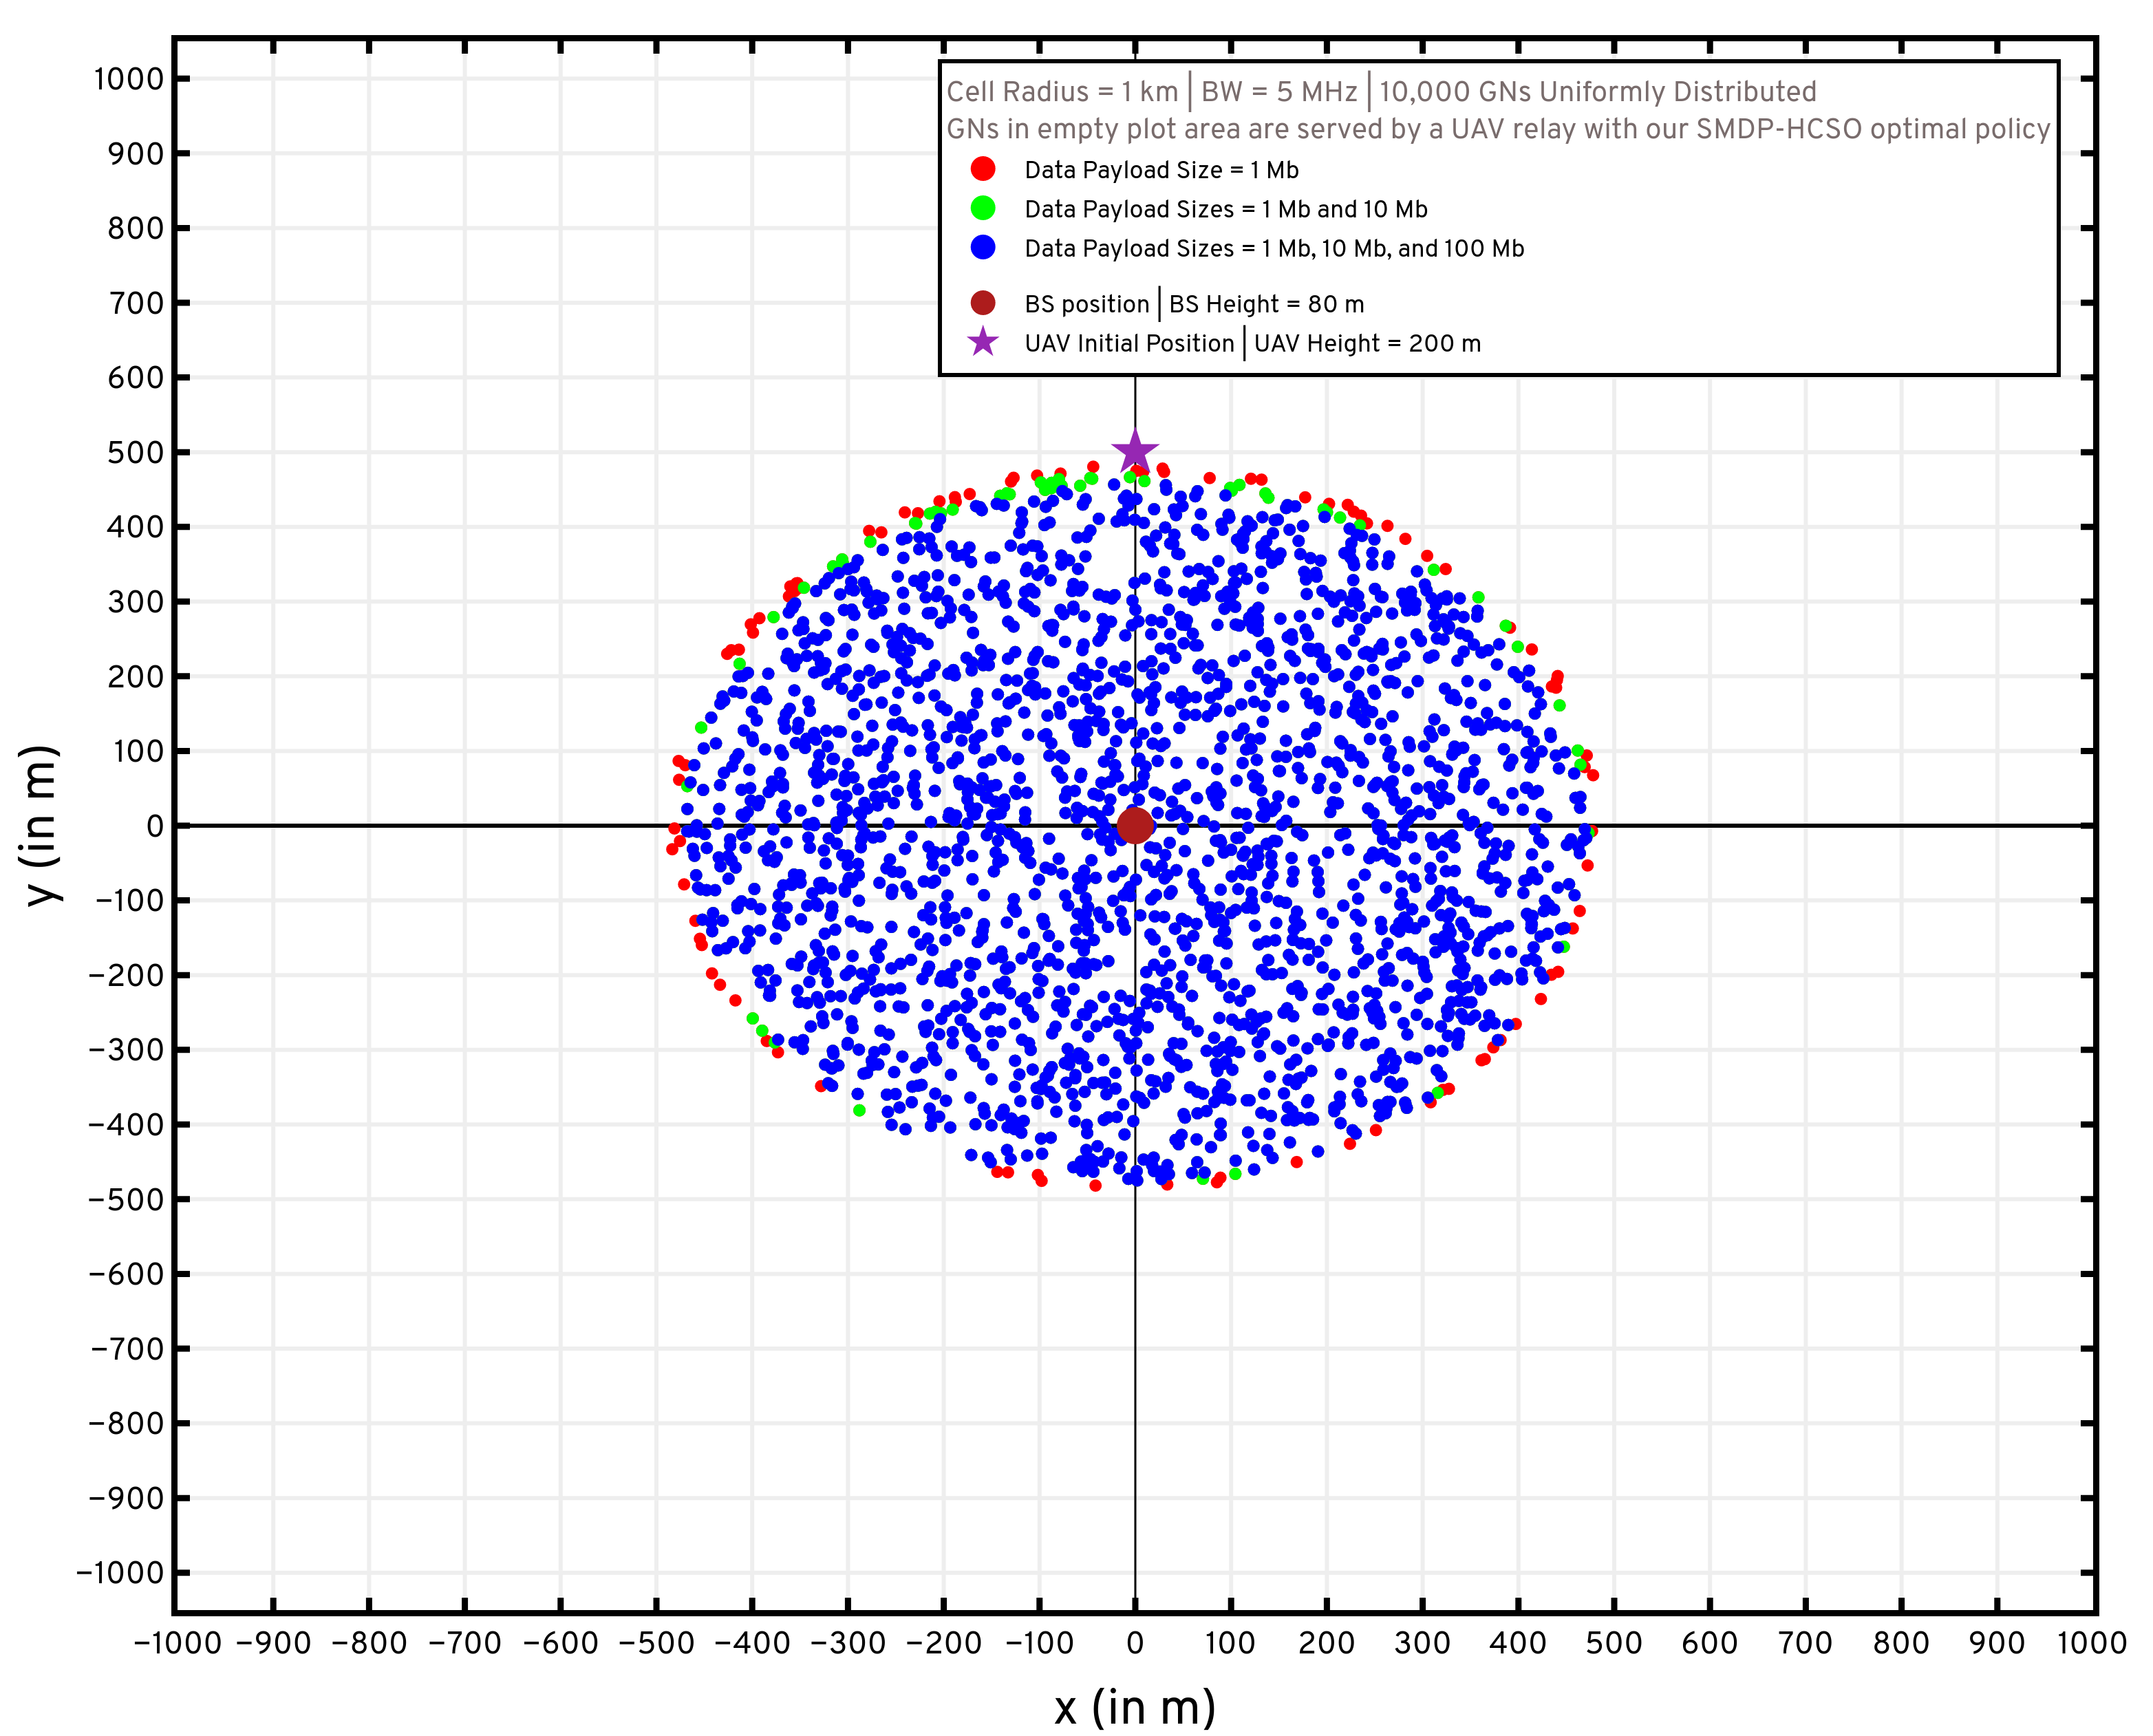 Cell Radius = 1 km | BW = 5 MHz | 10,000 GNs Uniformly Distributed
GNs in empty plot area are served by a UAV relay with our SMDP-HCSO optimal policy
Data Payload Size = 1 Mb
Data Payload Sizes = 1 Mb and 10 Mb
Data Payload Sizes = 1 Mb, 10 Mb, and 100 Mb
BS position | BS Height = 80 m
UAV Initial Position | UAV Height = 200 m
1000
900
800
700
600
500
400
300
200
100
0
−100
−200
−300
−400
−500
−600
−700
−800
−900
−1000
y (in m)
−1000 −900 −800 −700 −600 −500 −400 −300 −200 −100 0 100 200 300 400 500 600 700 800 900 1000
x (in m)